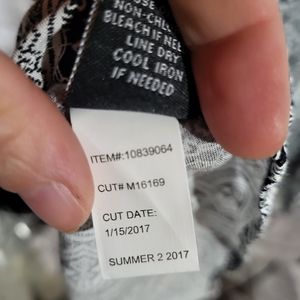 NON-CHL
BLEACH IF NEE
LINE DRY
COOL IRON
IF NEEDED
ITEM#:10839064
CUT# M16169
CUT DATE:
1/15/2017
SUMMER 2 2017